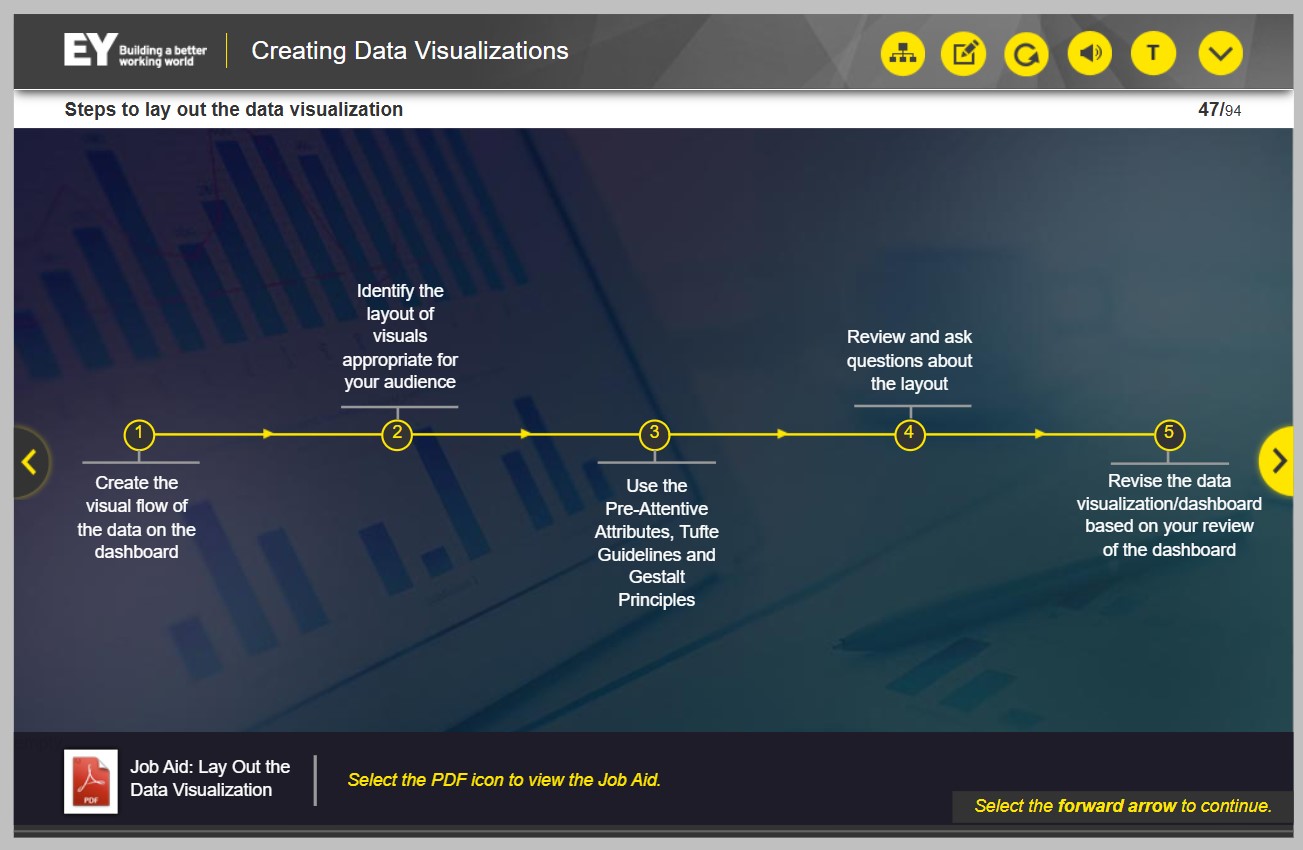 EY Building a better
working world
Creating Data Visualizations
T
Steps to lay out the data visualization
47/94
1
Create the
visual flow of
the data on the
dashboard
Identify the
layout of
visuals
appropriate for
your audience
2
3
Use the
Pre-Attentive
Attributes, Tufte
Guidelines and
Gestalt
Principles
Review and ask
questions about
the layout
4
5
Revise the data
visualization/dashboard
based on your review
of the dashboard
PDF
Job Aid: Lay Out the
Data Visualization
Select the PDF icon to view the Job Aid.
Select the forward arrow to continue.